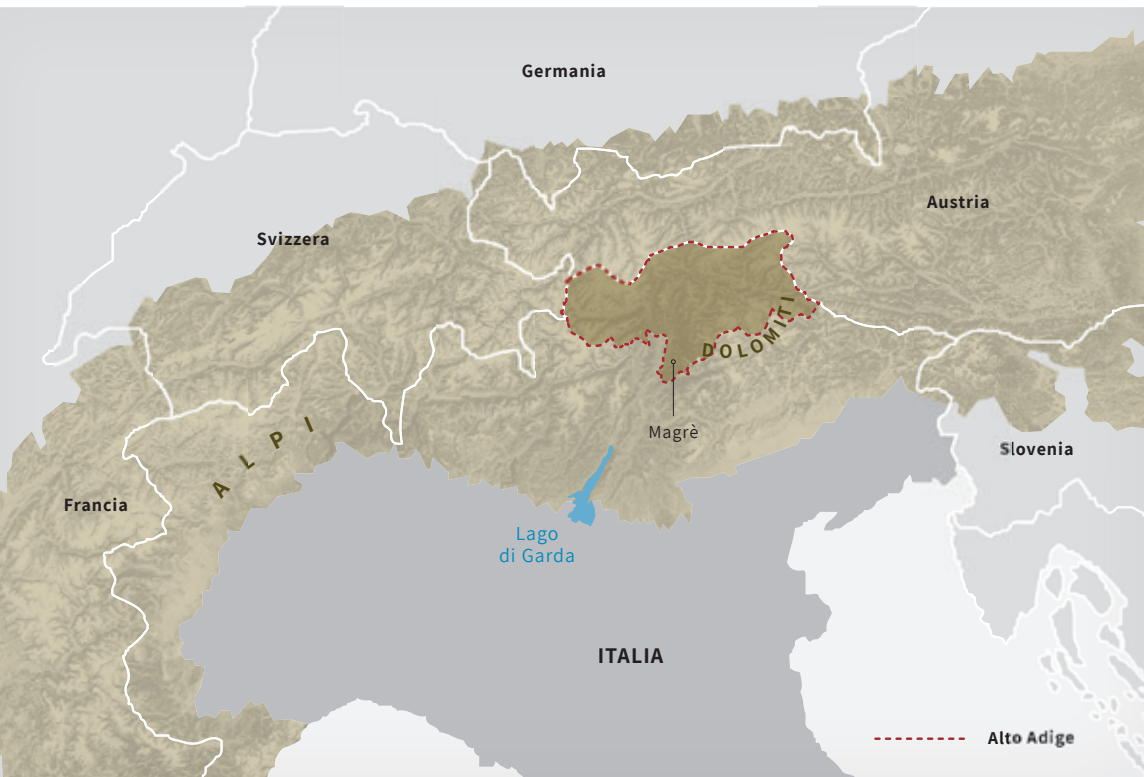 Germania
Austria
Svizzera
DOLOMITI
ALPI
Magrè
Slovenia
Francia
Lago
di Garda
ITALIA
Alto Adige